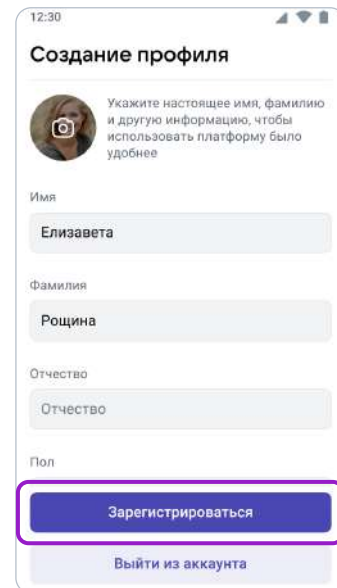 12:30
Создание профиля
Укажите настоящее имя, фамилию
и другую информацию, чтобы
использовать платформу было
удобнее
Имя
Елизавета
Фамилия
Рощина
Отчество
Отчество
Пол
Зарегистрироваться
Выйти из аккаунта